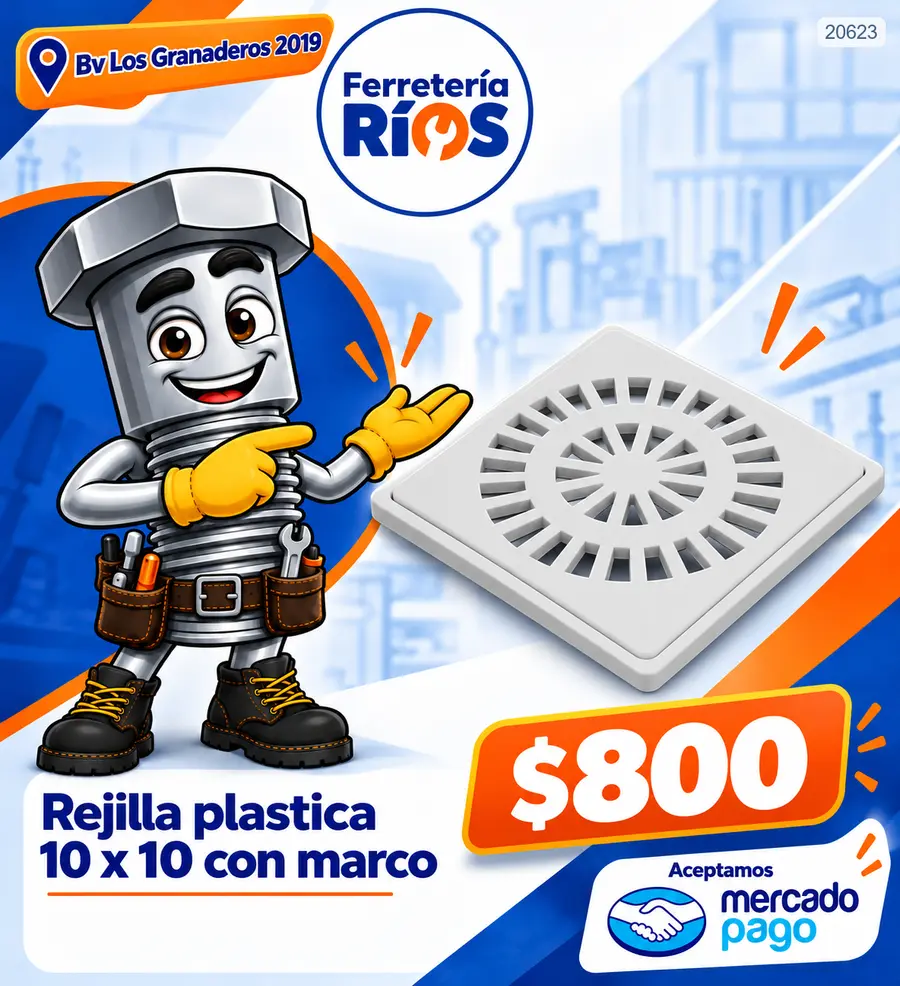 Bv Los Granaderos 2019
20623
Ferretería
RÍOS
$800
Rejilla plastica
10 x 10 con marco
Aceptamos
mercado
pago